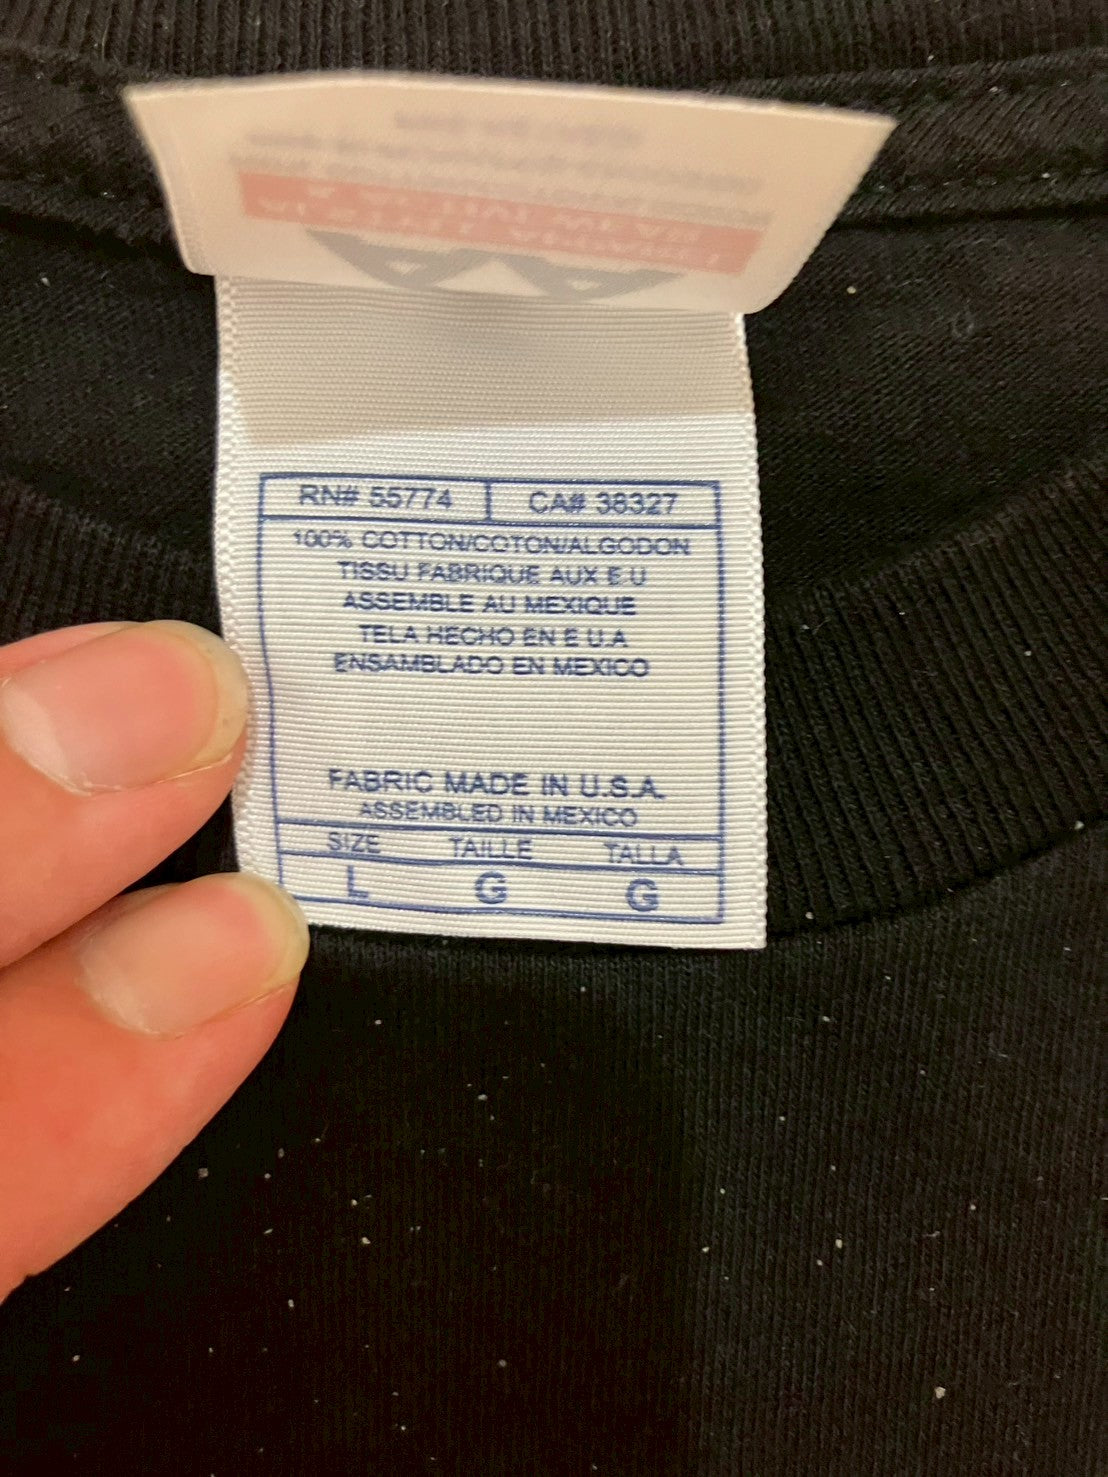 RN# 55774 CA# 38327
100% COTTON/COTON/ALGODON
TISSU FABRIQUE AUX E.U
ASSEMBLE AU MEXIQUE
TELA HECHO EN E.U.A
ENSAMBLADO EN MEXICO
FABRIC MADE IN U.S.A.
ASSEMBLED IN MEXICO
SIZE TAILLE TALLA
L G G